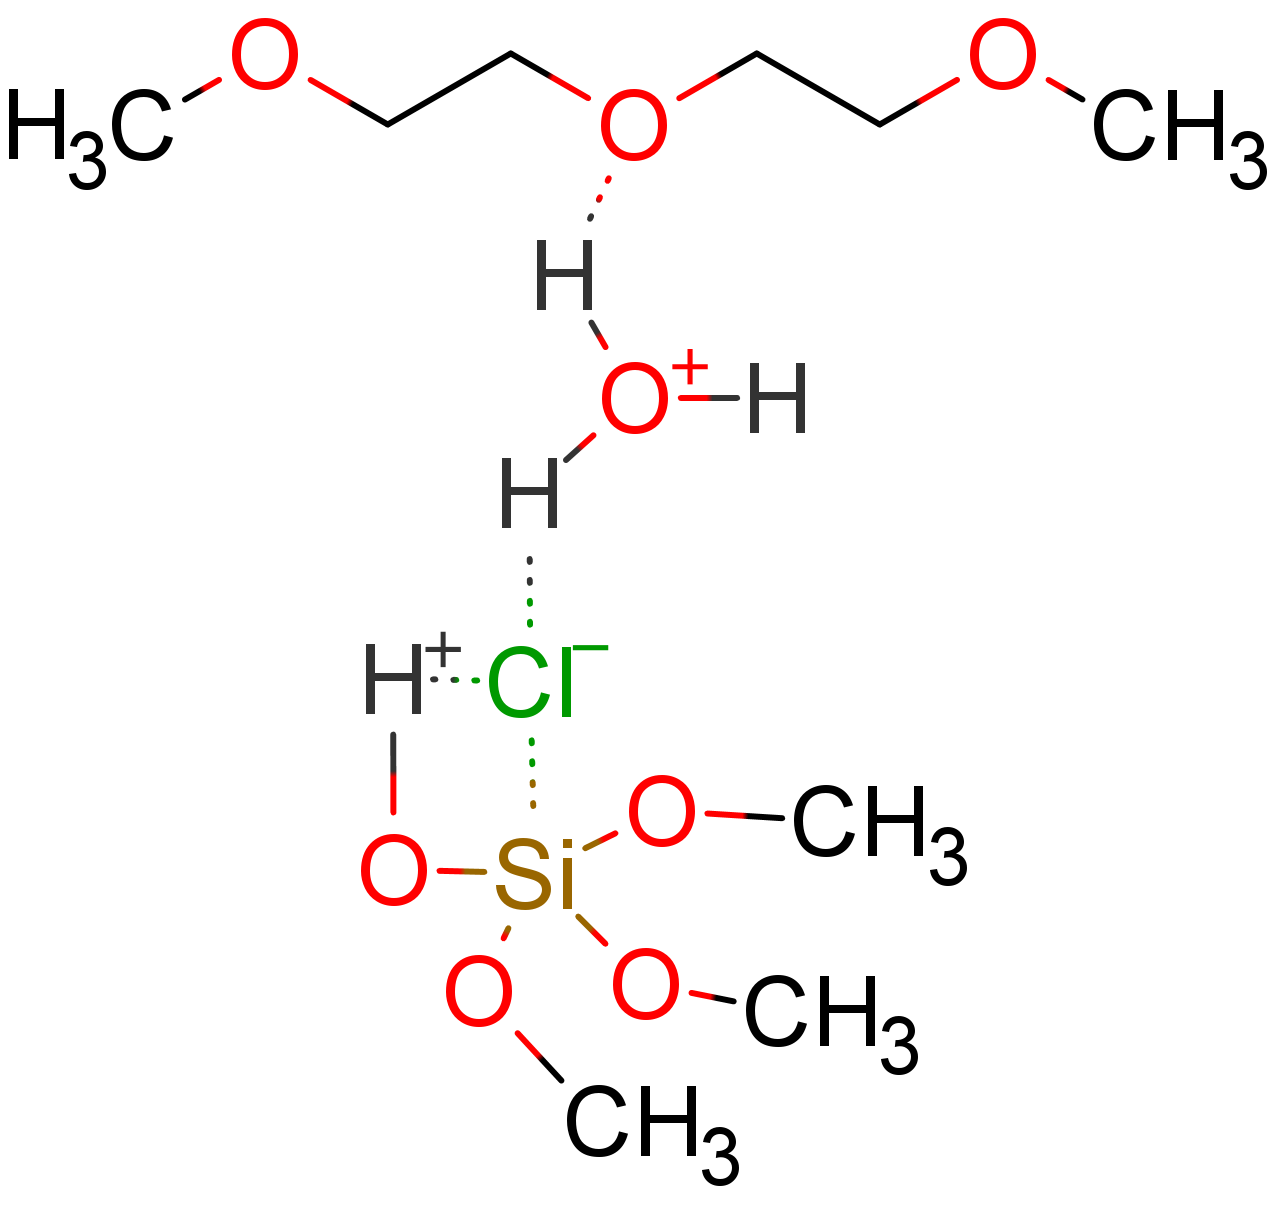 H3C O O O CH3
H
O+ H
H
H+ Cl−
O Si O CH3
O O CH3
CH3